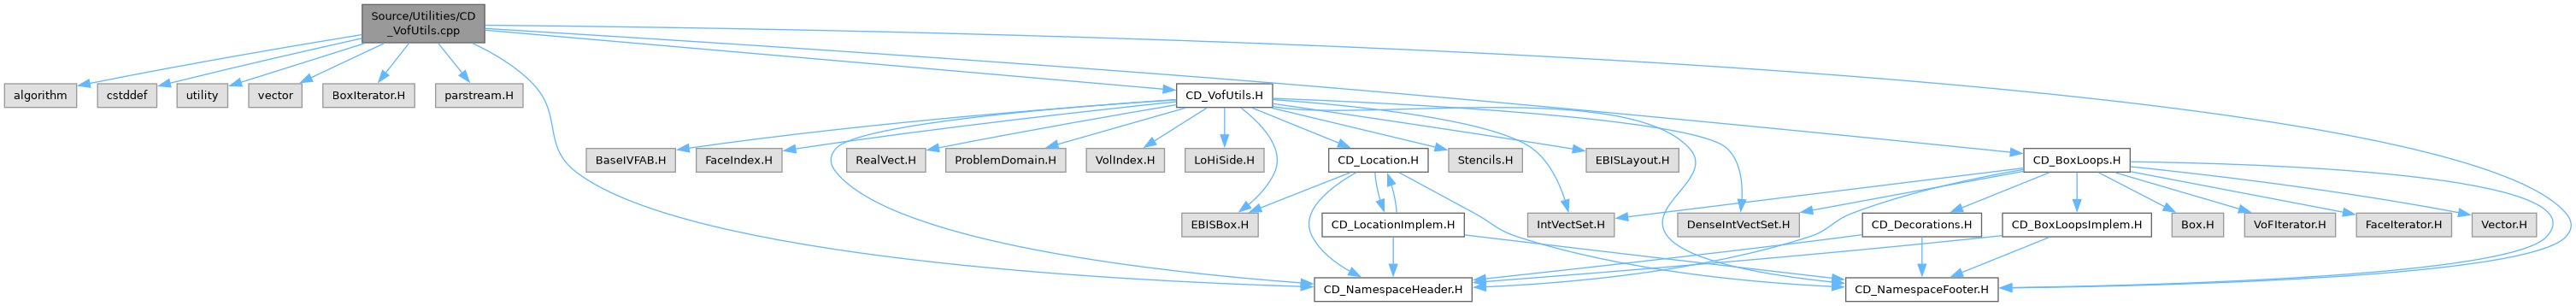 Source/Utilities/CD
_VofUtils.cpp
algorithm
cstddef
utility
vector
BoxIterator.H
parstream.H
CD_VofUtils.H
BaseIVFAB.H
FaceIndex.H
RealVect.H
ProblemDomain.H
VolIndex.H
LoHiSide.H
CD_Location.H
Stencils.H
EBISLayout.H
CD_BoxLoops.H
EBISBox.H
CD_LocationImplem.H
IntVectSet.H
DenseIntVectSet.H
CD_Decorations.H
CD_BoxLoopsImplem.H
Box.H
VoFIterator.H
FaceIterator.H
Vector.H
CD_NamespaceHeader.H
CD_NamespaceFooter.H